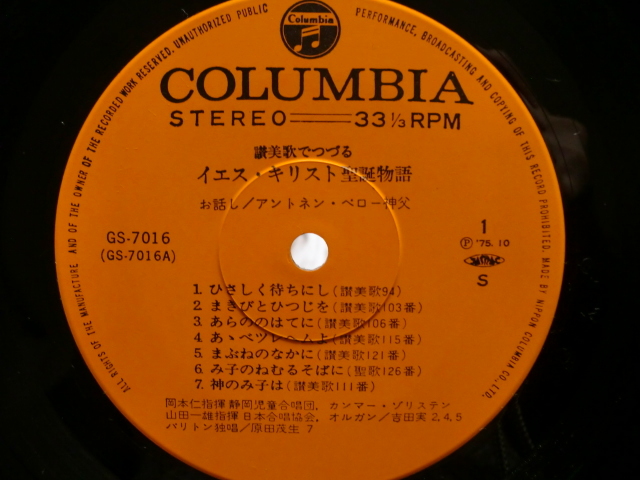 ALL RIGHTS OF THE MANUFACTURE AND OF THE OWNER OF THE RECORDED WORK RESERVED. UNAUTHORIZED PUBLIC PERFORMANCE, BROADCASTING AND COPYING OF THIS RECORD PROHIBITED. MADE BY NIPPON COLUMBIA CO., LTD.
Columbia
COLUMBIA
STEREO 33 1/3 RPM
讃美歌でつづる
イエス・キリスト聖誕物語
お話し/アントネン・ベロー神父
GS-7016
(GS-7016A)
1
Ⓟ '75. 10
S
1. ひさしく待ちにし(讃美歌94)
2. まきびとひつじを(讃美歌103番)
3. あらののはてに(讃美歌106番)
4. あゝベツレヘムよ(讃美歌115番)
5. まぶねのなかに(讃美歌121番)
6. み子のねむるそばに(聖歌126番)
7. 神のみ子は(讃美歌111番)
岡本仁指揮静岡児童合唱団, カンマー・ゾリステン
山田一雄指揮日本合唱協会, オルガン/吉田実2,4,5
バリトン独唱/原田茂生 7